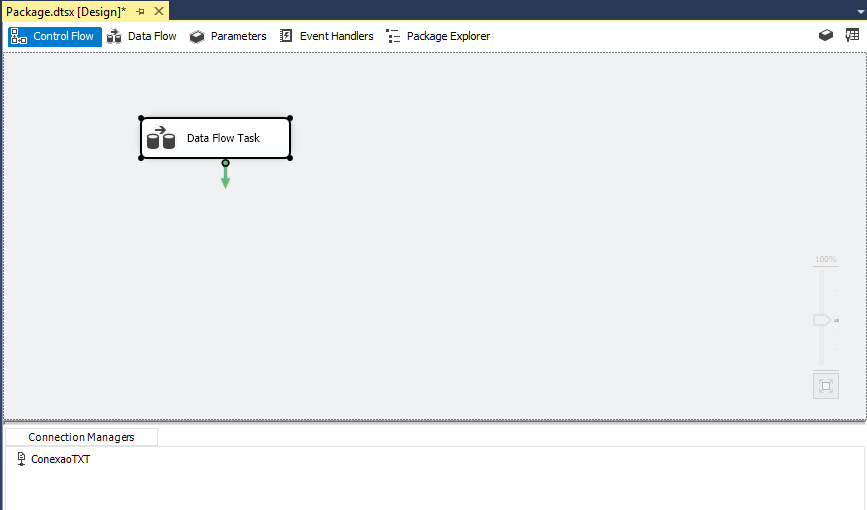 Package.dtsx [Design]*
Control Flow Data Flow Parameters Event Handlers Package Explorer
Data Flow Task
100%
Connection Managers
ConexaoTXT